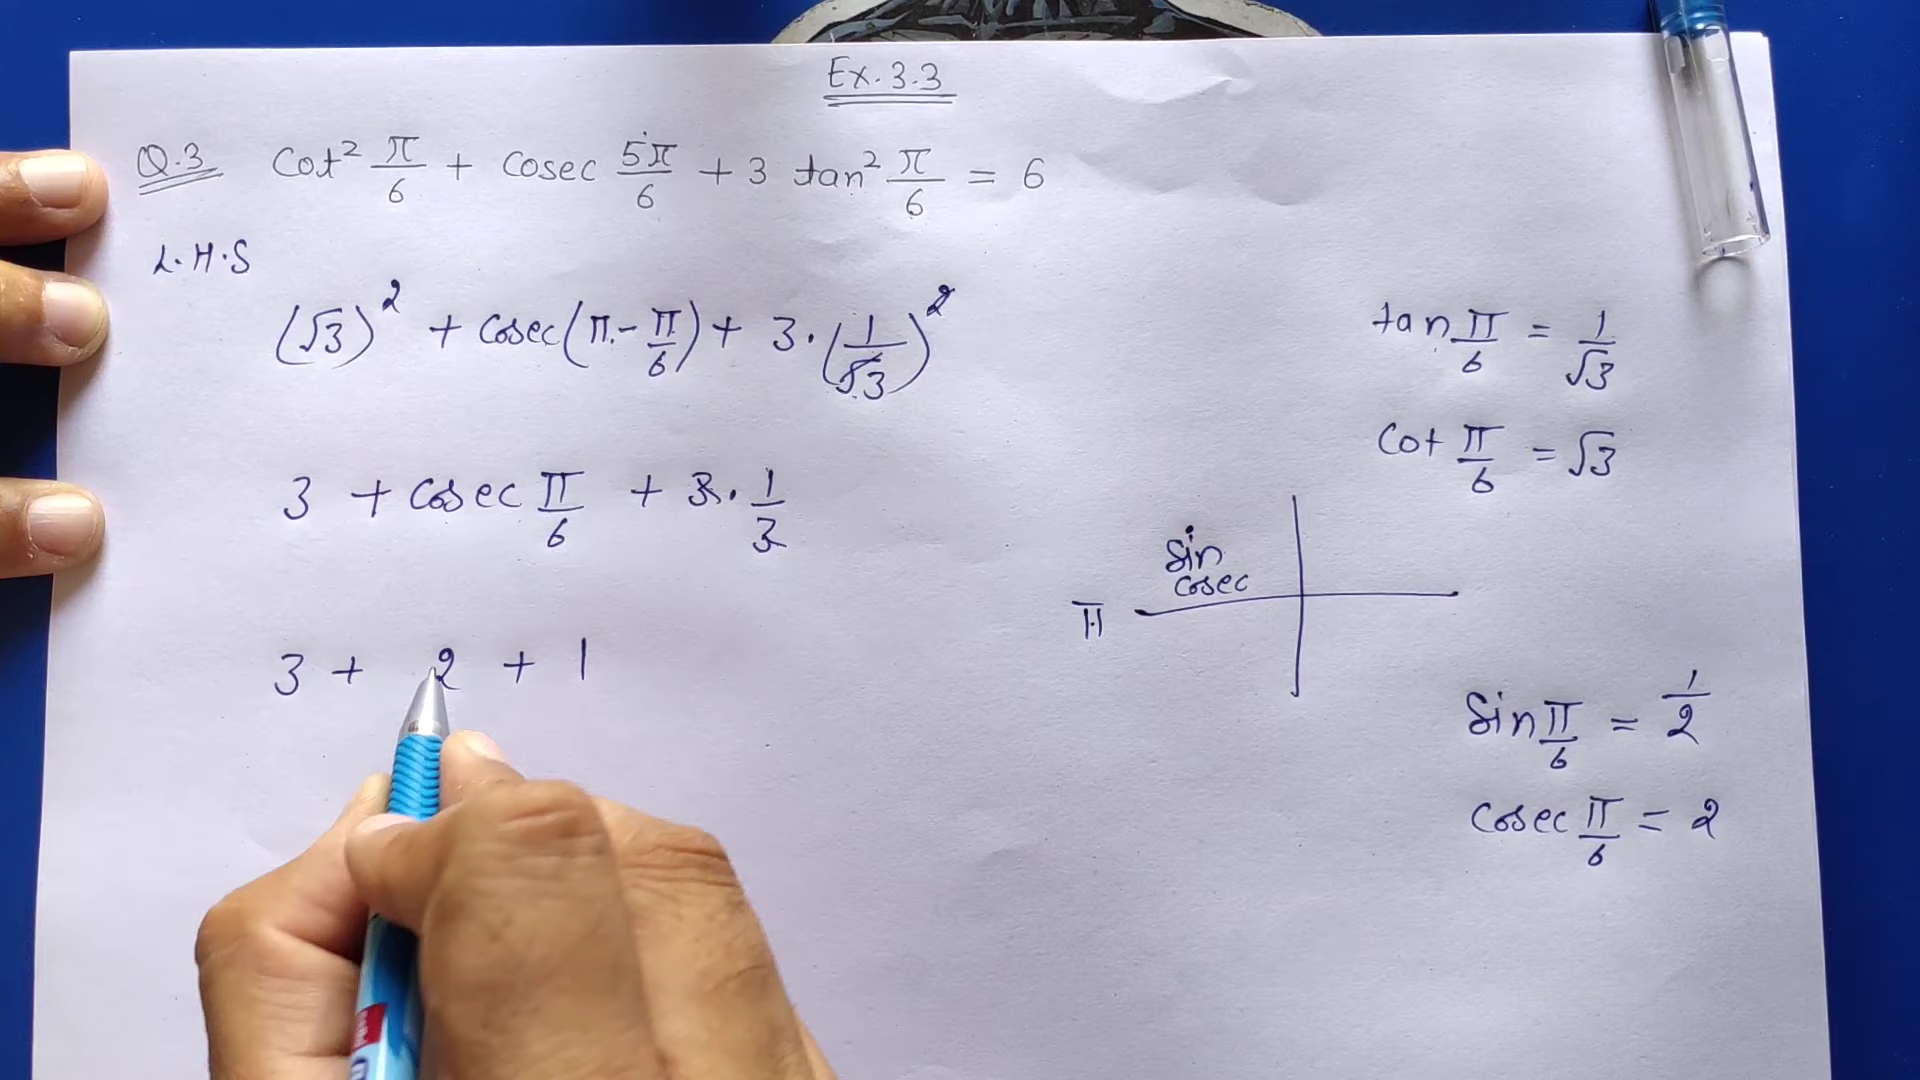 Ex. 3.3
Q.3 Cot² π/6 + Cosec 5π/6 + 3 tan² π/6 = 6
L.H.S
(√3)² + Cosec(π - π/6) + 3·(1/√3)²
3 + Cosec π/6 + 3·1/3
3 + 2 + 1
tan π/6 = 1/√3
Cot π/6 = √3
Sin
Cosec
π
Sin π/6 = 1/2
Cosec π/6 = 2